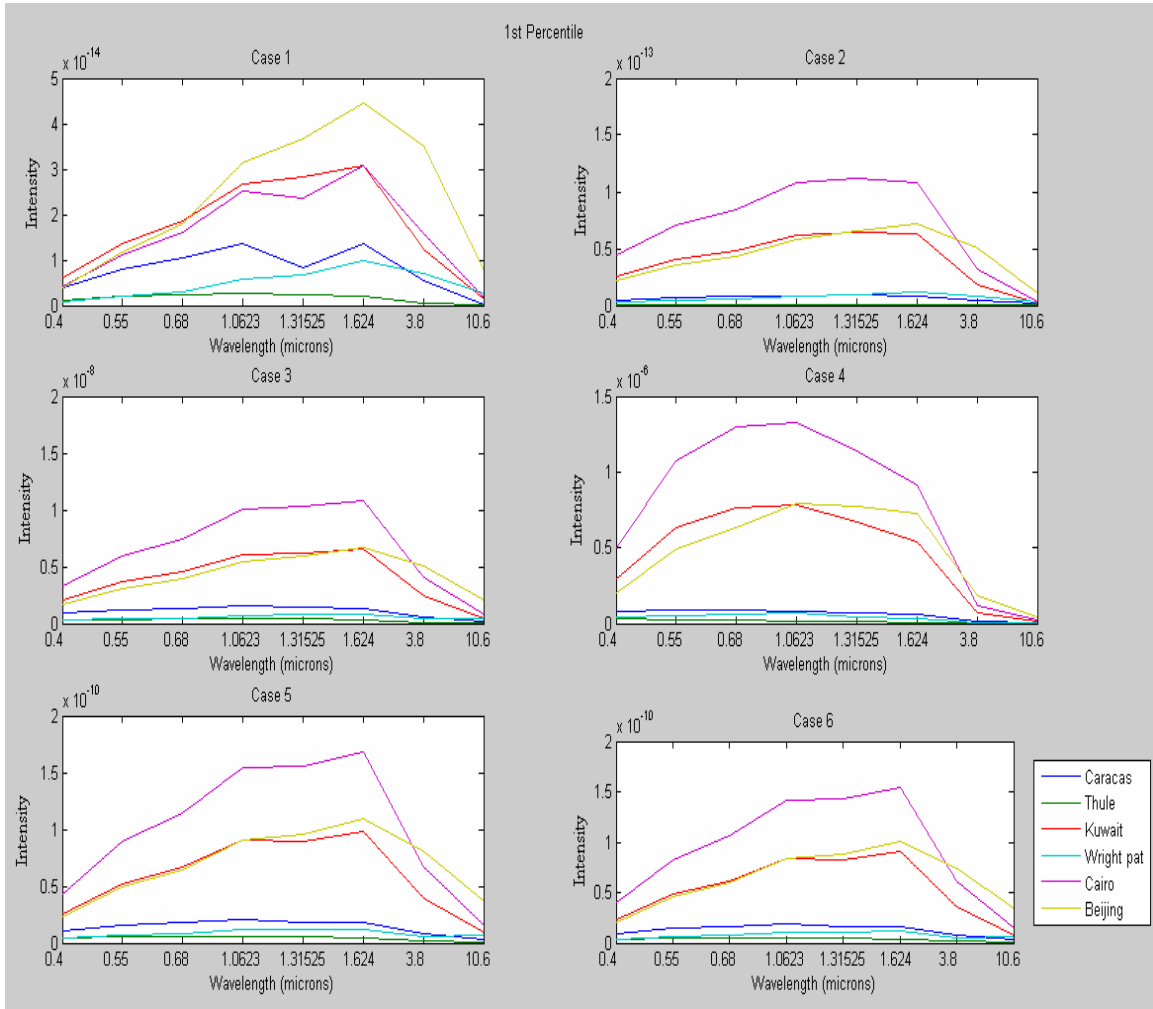 1st Percentile
x 10^-14
Case 1
5
4
3
2
1
0
Intensity
0.4 0.55 0.68 1.0623 1.31525 1.624 3.8 10.6
Wavelength (microns)
x 10^-13
Case 2
2
1.5
1
0.5
0
Intensity
0.4 0.55 0.68 1.0623 1.31525 1.624 3.8 10.6
Wavelength (microns)
x 10^-8
Case 3
2
1.5
1
0.5
0
Intensity
0.4 0.55 0.68 1.0623 1.31525 1.624 3.8 10.6
Wavelength (microns)
x 10^-6
Case 4
1.5
1
0.5
0
Intensity
0.4 0.55 0.68 1.0623 1.31525 1.624 3.8 10.6
Wavelength (microns)
x 10^-10
Case 5
2
1.5
1
0.5
0
Intensity
0.4 0.55 0.68 1.0623 1.31525 1.624 3.8 10.6
Wavelength (microns)
x 10^-10
Case 6
2
1.5
1
0.5
0
Intensity
0.4 0.55 0.68 1.0623 1.31525 1.624 3.8 10.6
Wavelength (microns)
Caracas
Thule
Kuwait
Wright pat
Cairo
Beijing